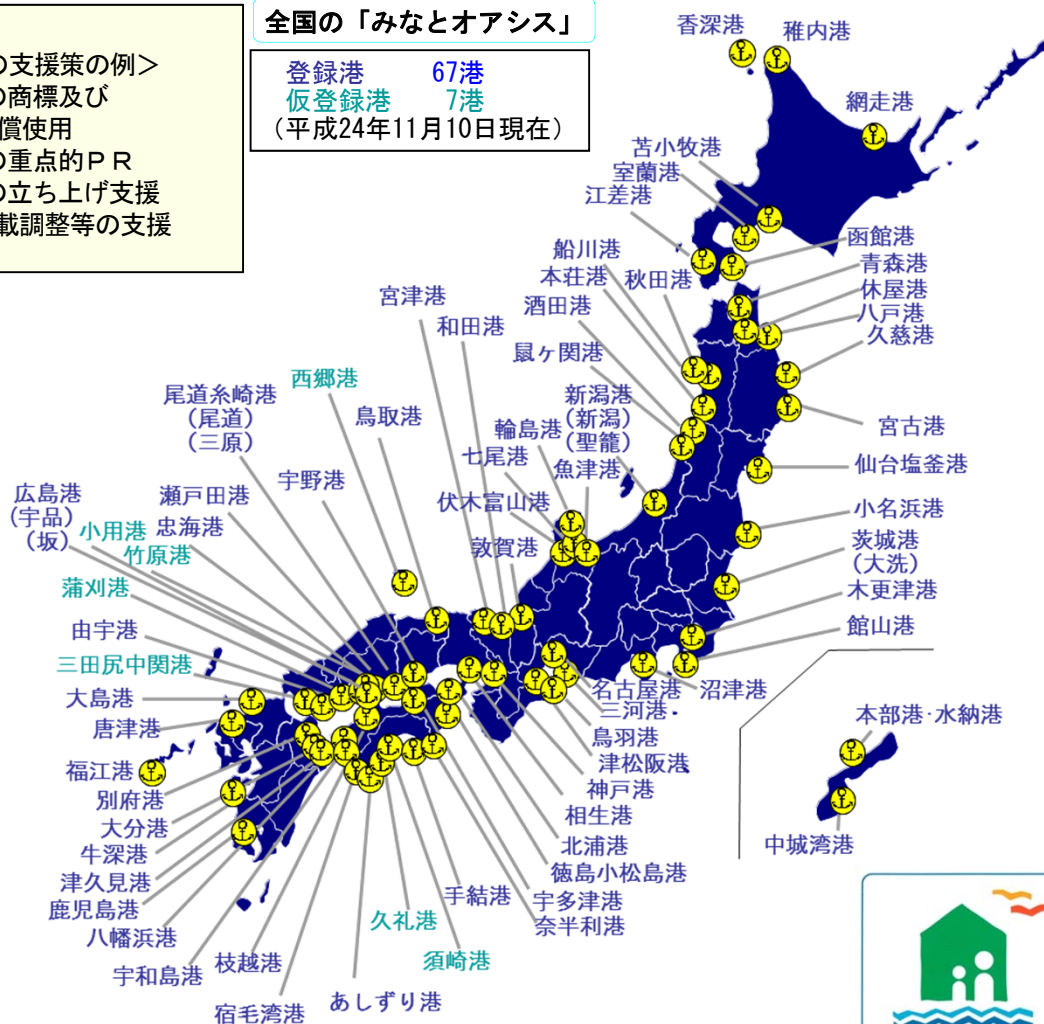 の支援策の例＞
の商標及び
償使用
の重点的ＰＲ
の立ち上げ支援
載調整等の支援
全国の「みなとオアシス」
登録港 67港
仮登録港 7港
（平成24年11月10日現在）
香深港
稚内港
網走港
苫小牧港
室蘭港
江差港
函館港
青森港
休屋港
八戸港
久慈港
宮古港
仙台塩釜港
小名浜港
茨城港
（大洗）
木更津港
館山港
沼津港
船川港
本荘港
秋田港
酒田港
鼠ヶ関港
新潟港
（新潟）
（聖籠）
輪島港
七尾港
魚津港
伏木富山港
敦賀港
宮津港
和田港
西郷港
鳥取港
尾道糸崎港
（尾道）
（三原）
宇野港
瀬戸田港
忠海港
広島港
（宇品）
（坂）
小用港
竹原港
蒲刈港
由宇港
三田尻中関港
大島港
唐津港
福江港
別府港
大分港
牛深港
津久見港
鹿児島港
八幡浜港
宇和島港
枝越港
宿毛湾港
あしずり港
久礼港
須崎港
手結港
奈半利港
宇多津港
徳島小松島港
北浦港
相生港
神戸港
津松阪港
鳥羽港
三河港
名古屋港
本部港・水納港
中城湾港